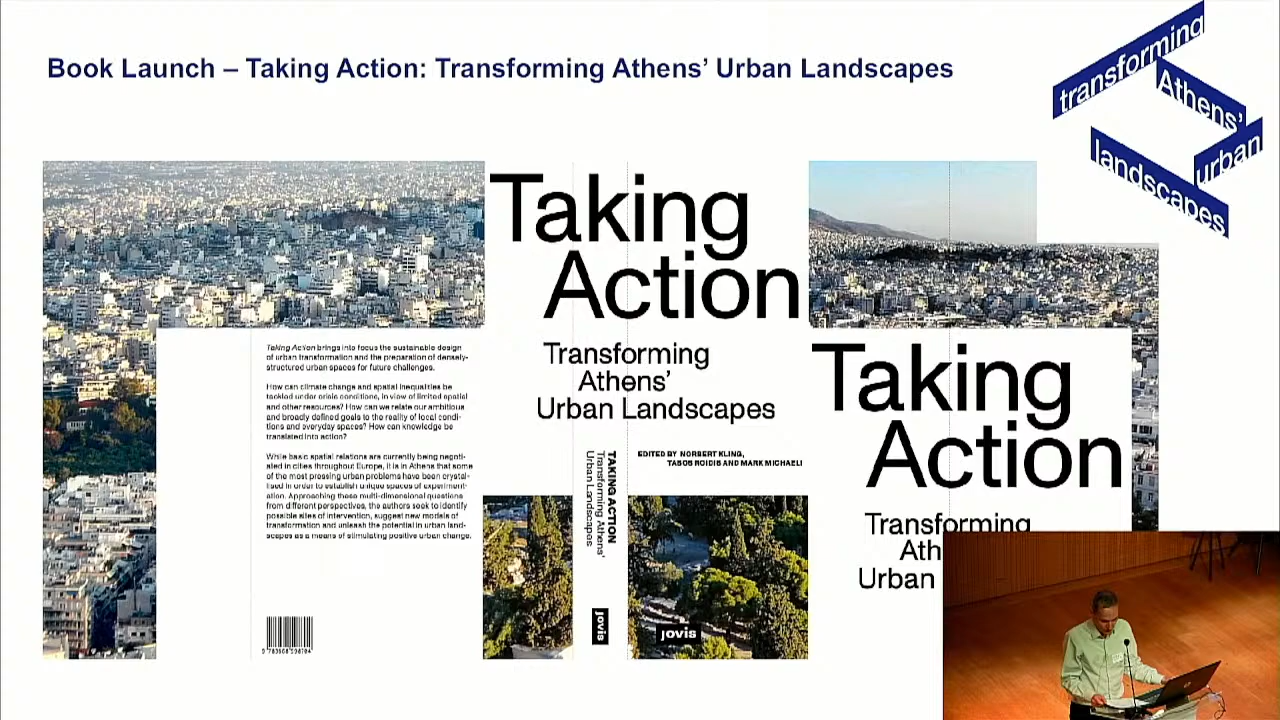 Book Launch – Taking Action: Transforming Athens’ Urban Landscapes
transforming
Athens’
urban
landscapes
Taking Action brings into focus the sustainable design
of urban transformation and the preparation of densely-
structured urban spaces for future challenges.
How can climate change and spatial inequalities be
tackled under crisis conditions, in view of limited spatial
and other resources? How can we relate our ambitious
and broadly defined goals to the reality of local condi-
tions and everyday spaces? How can knowledge be
translated into action?
While basic spatial relations are currently being negoti-
ated in cities throughout Europe, it is in Athens that some
of the most pressing urban problems have been crystal-
lised in order to establish unique spaces of experiment-
ation. Approaching these multi-dimensional questions
from different perspectives, the authors seek to identify
possible sites of intervention, suggest new models of
transformation and unleash the potential in urban land-
scapes as a means of stimulating positive urban change.
Taking
Action
Transforming
Athens’
Urban Landscapes
EDITED BY NORBERT KLING,
TASOS ROIDIS AND MARK MICHAELI
TAKING ACTION
Transforming Athens’
Urban Landscapes
jovis
jovis
Taking
Action
Transforming
Ath
Urban